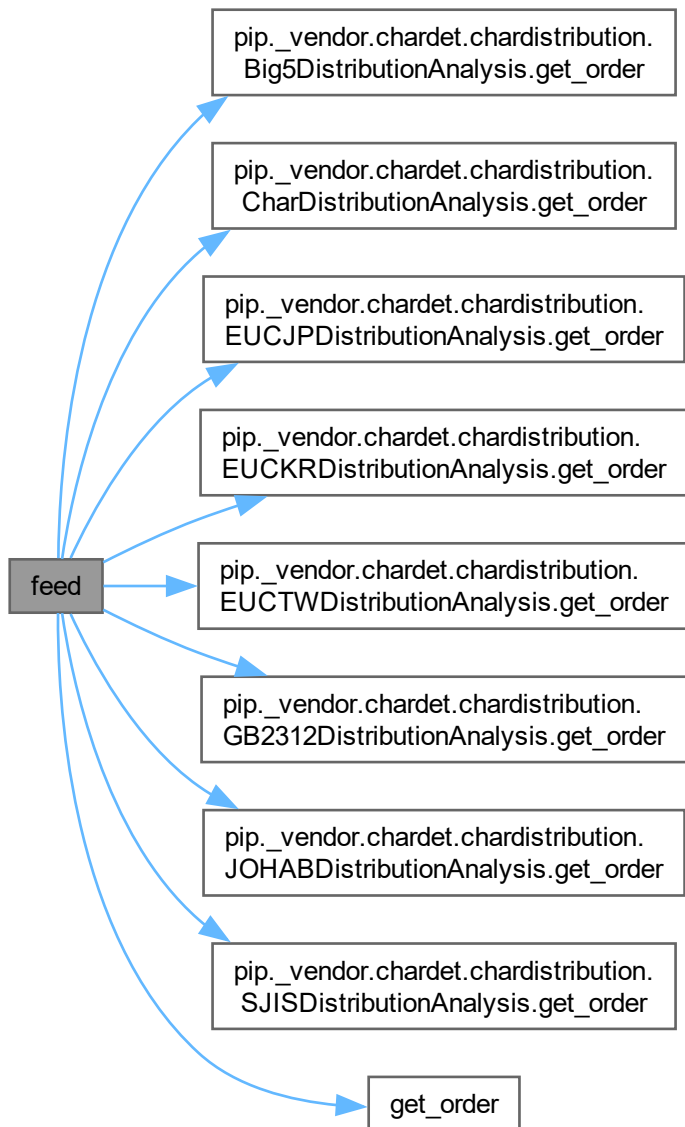 pip._vendor.chardet.chardistribution.
Big5DistributionAnalysis.get_order
pip._vendor.chardet.chardistribution.
CharDistributionAnalysis.get_order
pip._vendor.chardet.chardistribution.
EUCJPDistributionAnalysis.get_order
pip._vendor.chardet.chardistribution.
EUCKRDistributionAnalysis.get_order
feed
pip._vendor.chardet.chardistribution.
EUCTWDistributionAnalysis.get_order
pip._vendor.chardet.chardistribution.
GB2312DistributionAnalysis.get_order
pip._vendor.chardet.chardistribution.
JOHABDistributionAnalysis.get_order
pip._vendor.chardet.chardistribution.
SJISDistributionAnalysis.get_order
get_order